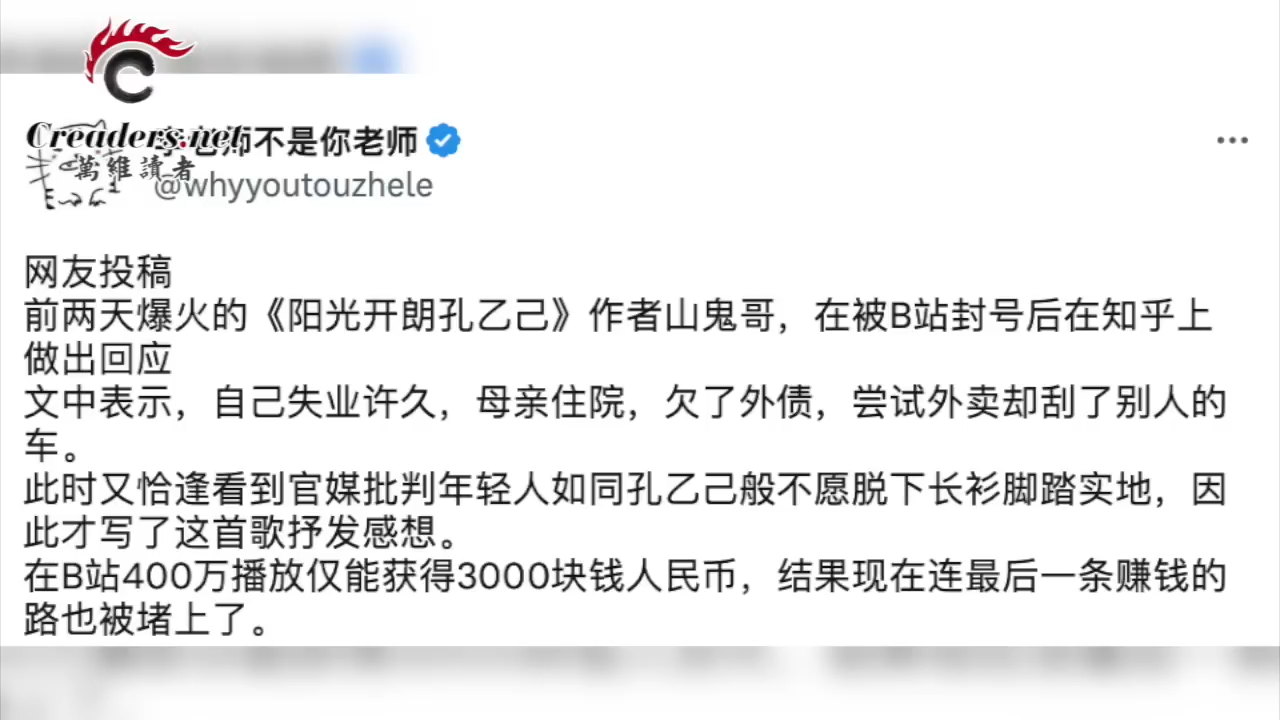 Creaders.net
萬維讀者
李老师不是你老师
@whyyoutouzhele
网友投稿
前两天爆火的《阳光开朗孔乙己》作者山鬼哥，在被B站封号后在知乎上
做出回应
文中表示，自己失业许久，母亲住院，欠了外债，尝试外卖却刮了别人的
车。
此时又恰逢看到官媒批判年轻人如同孔乙己般不愿脱下长衫脚踏实地，因
此才写了这首歌抒发感想。
在B站400万播放仅能获得3000块钱人民币，结果现在连最后一条赚钱的
路也被堵上了。